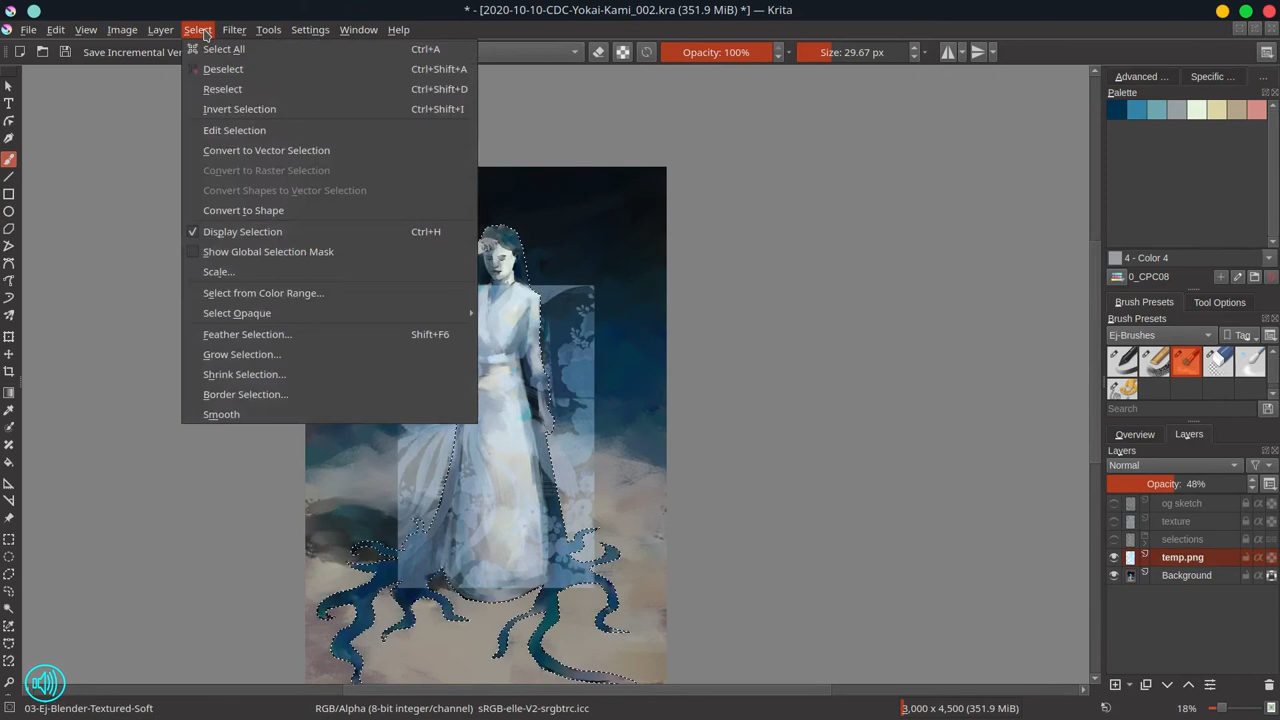 * - [2020-10-10-CDC-Yokai-Kami_002.kra (351.9 MiB) *] — Krita
File Edit View Image Layer Select Filter Tools Settings Window Help
Save Incremental Ver
Opacity: 100%
Size: 29.67 px
Select All Ctrl+A
Deselect Ctrl+Shift+A
Reselect Ctrl+Shift+D
Invert Selection Ctrl+Shift+I
Edit Selection
Convert to Vector Selection
Convert to Raster Selection
Convert Shapes to Vector Selection
Convert to Shape
Display Selection Ctrl+H
Show Global Selection Mask
Scale...
Select from Color Range...
Select Opaque
Feather Selection... Shift+F6
Grow Selection...
Shrink Selection...
Border Selection...
Smooth
Advanced ... Specific ... ...
Palette
4 - Color 4
0_CPC08
Brush Presets Tool Options
Brush Presets
Ej-Brushes Tag
Search
Overview Layers
Layers
Normal
Opacity: 48%
og sketch
texture
selections
temp.png
Background
03-Ej-Blender-Textured-Soft
RGB/Alpha (8-bit integer/channel) sRGB-elle-V2-srgbtrc.icc
3,000 x 4,500 (351.9 MiB)
18%